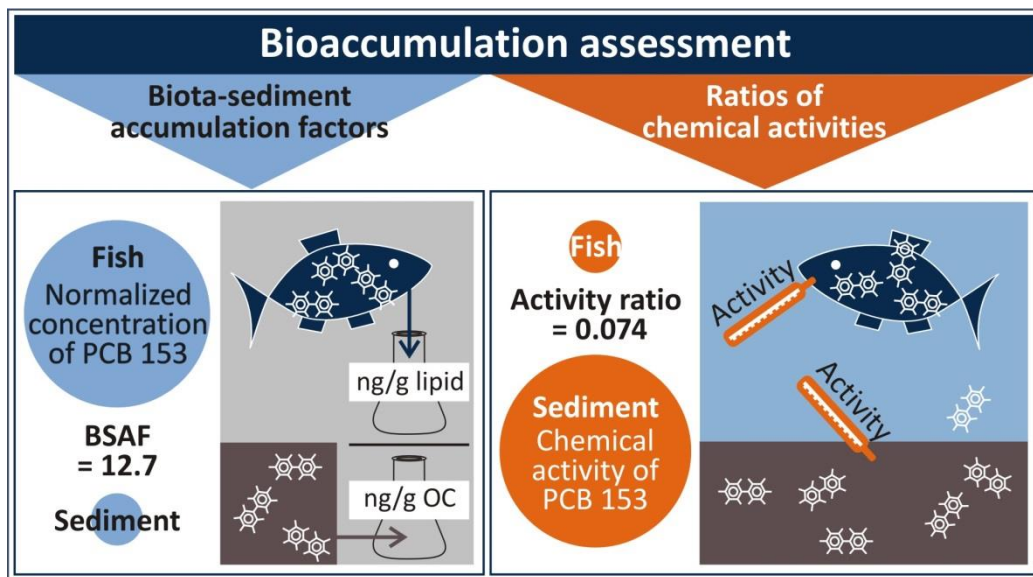 Bioaccumulation assessment
Biota-sediment
accumulation factors
Ratios of
chemical activities
Fish
Normalized
concentration
of PCB 153
BSAF
= 12.7
Sediment
ng/g lipid
ng/g OC
Fish
Activity ratio
= 0.074
Sediment
Chemical
activity of
PCB 153
Activity
Activity